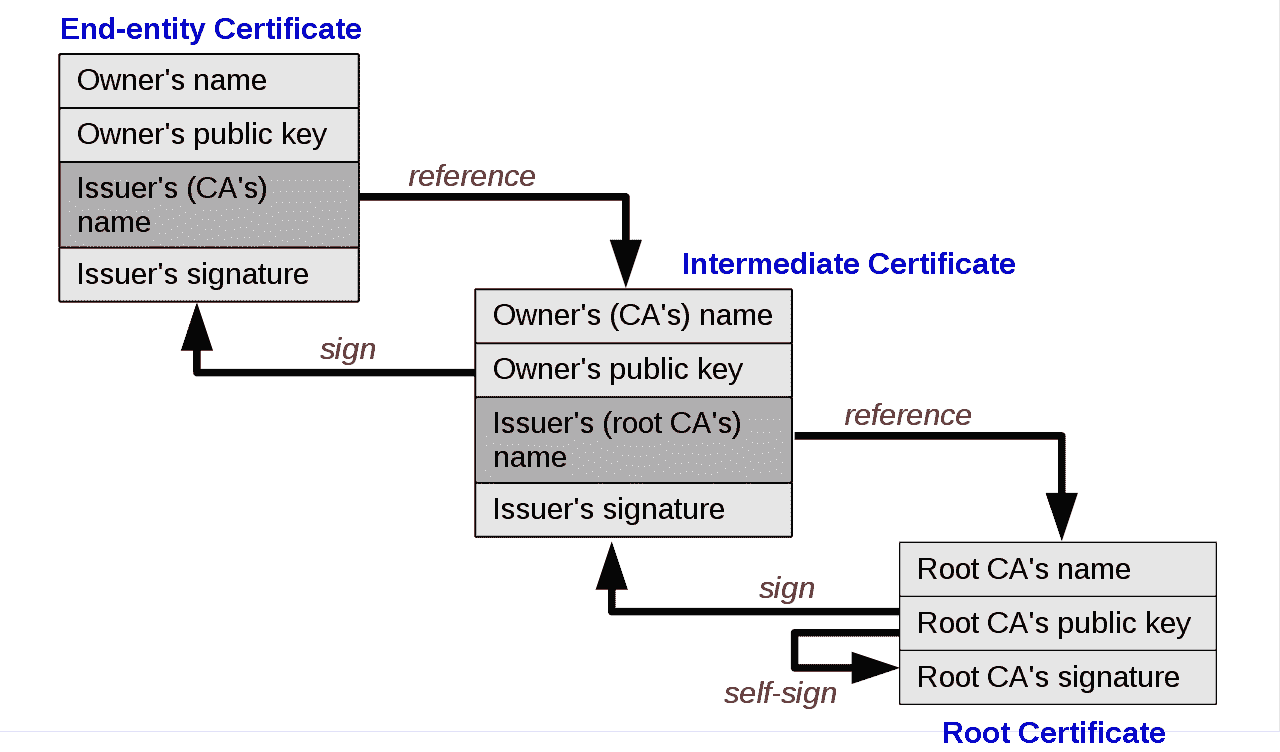 End-entity Certificate
Owner's name
Owner's public key
Issuer's (CA's)
name
Issuer's signature
reference
sign
Intermediate Certificate
Owner's (CA's) name
Owner's public key
Issuer's (root CA's)
name
Issuer's signature
reference
sign
self-sign
Root CA's name
Root CA's public key
Root CA's signature
Root Certificate